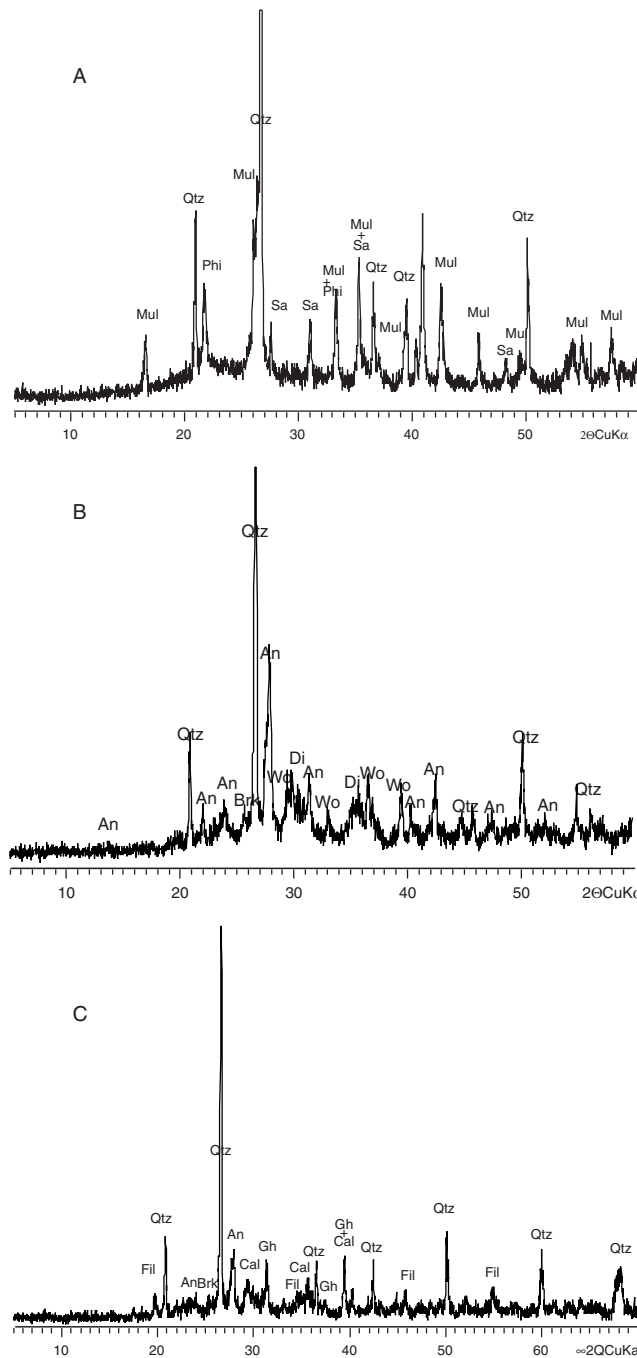 A
Qtz
Mul
Qtz
Phi
Mul
Sa
Sa
Mul
+
Phi
Mul
+
Sa
Qtz
Mul
Qtz
Mul
Mul
Sa
Mul
Qtz
Mul
Mul
10 20 30 40 50 2ΘCuKα
B
Qtz
An
Qtz
An
An
An
Brk
Wo
Di
An
Wo
Di
Wo
Wo
An
An
Qtz
An
Qtz
An
Qtz
10 20 30 40 50 2ΘCuKα
C
Qtz
Qtz
Fil
An
Brk
An
Cal
Gh
Fil
Cal
Qtz
Gh
Gh
+
Cal
Qtz
Fil
Qtz
Fil
Qtz
Qtz
10 20 30 40 50 60 ∞2QCuKa